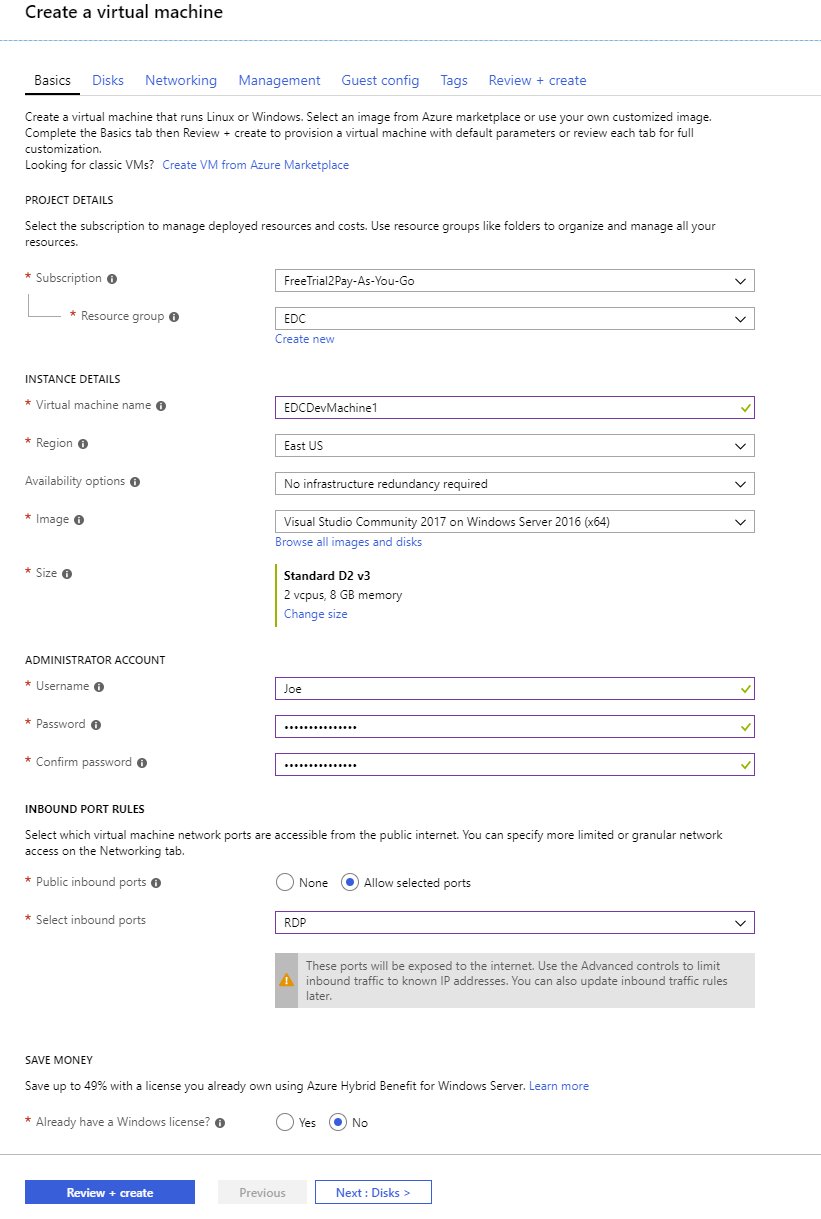 Create a virtual machine
Basics Disks Networking Management Guest config Tags Review + create
Create a virtual machine that runs Linux or Windows. Select an image from Azure marketplace or use your own customized image.
Complete the Basics tab then Review + create to provision a virtual machine with default parameters or review each tab for full
customization.
Looking for classic VMs? Create VM from Azure Marketplace
PROJECT DETAILS
Select the subscription to manage deployed resources and costs. Use resource groups like folders to organize and manage all your
resources.
* Subscription FreeTrial2Pay-As-You-Go
* Resource group EDC
Create new
INSTANCE DETAILS
* Virtual machine name EDCDevMachine1
* Region East US
Availability options No infrastructure redundancy required
* Image Visual Studio Community 2017 on Windows Server 2016 (x64)
Browse all images and disks
* Size Standard D2 v3
2 vcpus, 8 GB memory
Change size
ADMINISTRATOR ACCOUNT
* Username Joe
* Password •••••••••••••••
* Confirm password •••••••••••••••
INBOUND PORT RULES
Select which virtual machine network ports are accessible from the public internet. You can specify more limited or granular network
access on the Networking tab.
* Public inbound ports None Allow selected ports
* Select inbound ports RDP
These ports will be exposed to the internet. Use the Advanced controls to limit
inbound traffic to known IP addresses. You can also update inbound traffic rules
later.
SAVE MONEY
Save up to 49% with a license you already own using Azure Hybrid Benefit for Windows Server. Learn more
* Already have a Windows license? Yes No
Review + create Previous Next : Disks >